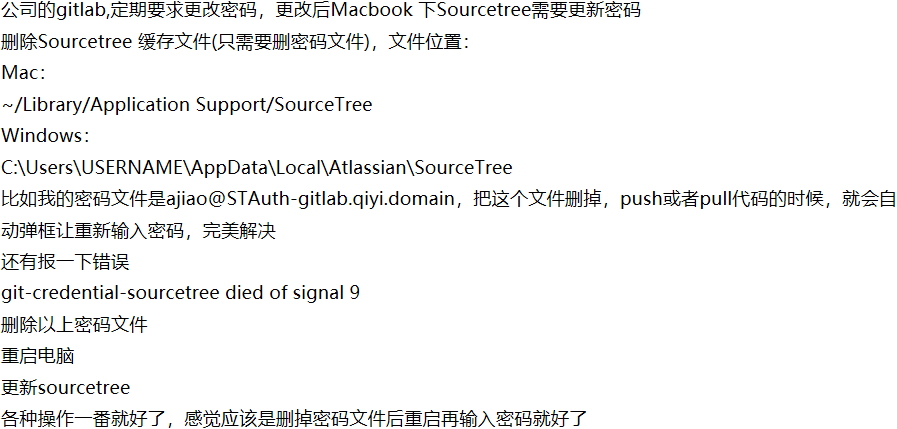 公司的gitlab,定期要求更改密码，更改后Macbook 下Sourcetree需要更新密码
删除Sourcetree 缓存文件(只需要删密码文件)，文件位置：
Mac：
~/Library/Application Support/SourceTree
Windows：
C:\Users\USERNAME\AppData\Local\Atlassian\SourceTree
比如我的密码文件是ajiao@STAuth-gitlab.qiyi.domain，把这个文件删掉，push或者pull代码的时候，就会自
动弹框让重新输入密码，完美解决
还有报一下错误
git-credential-sourcetree died of signal 9
删除以上密码文件
重启电脑
更新sourcetree
各种操作一番就好了，感觉应该是删掉密码文件后重启再输入密码就好了